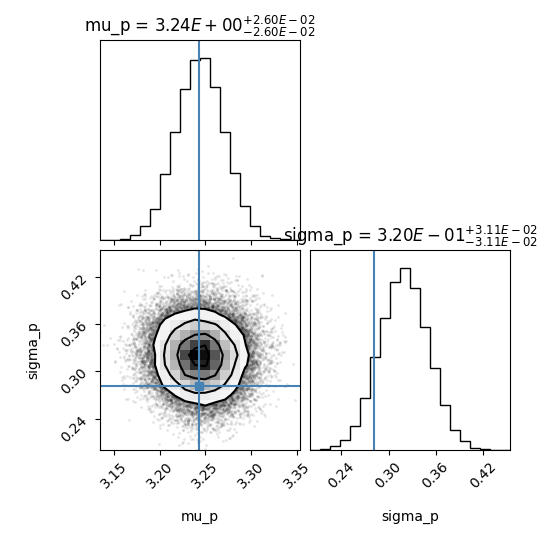 mu_p = 3.24E + 00 +2.60E − 02 −2.60E − 02
sigma_p = 3.20E − 01 +3.11E − 02 −3.11E − 02
sigma_p
0.42
0.36
0.30
0.24
3.15
3.20
3.25
3.30
3.35
mu_p
0.24
0.30
0.36
0.42
sigma_p